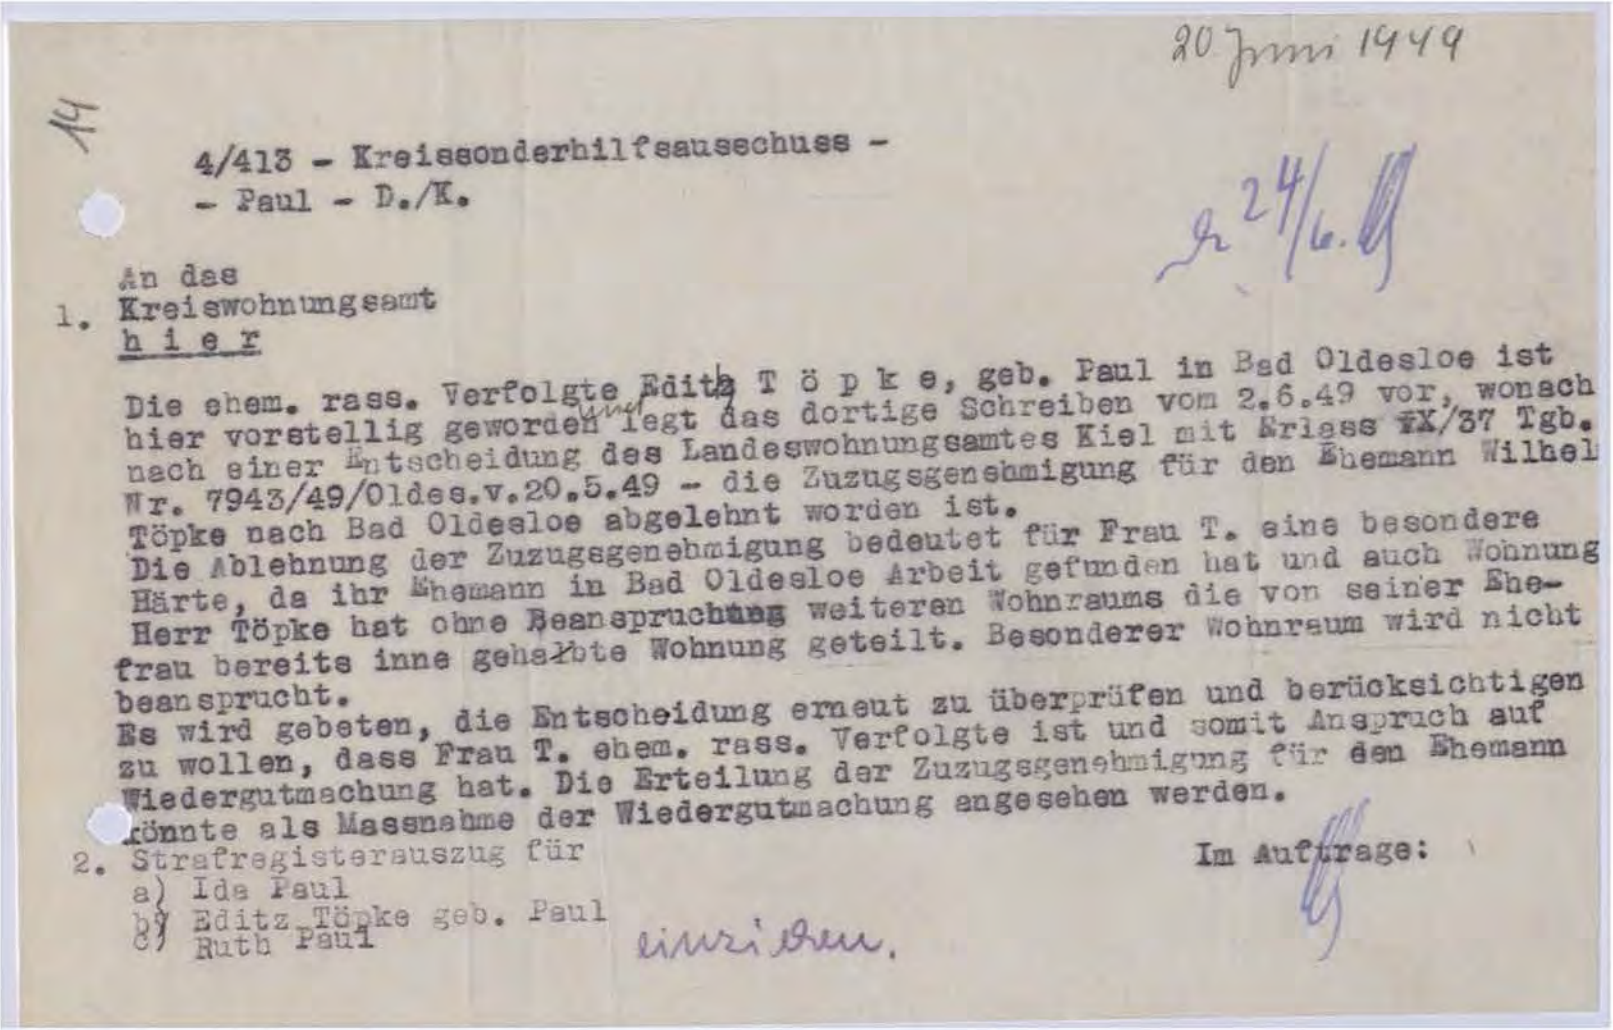 20. Juni 1949
14
4/413 - Kreissonderhilfsausschuss -
- Paul - D./K.
24/6.
An das
1. Kreiswohnungsamt
h i e r
Die ehem. rass. Verfolgte Edith T ö p k e, geb. Paul in Bad Oldesloe ist
hier vorstellig geworden und legt das dortige Schreiben vom 2.6.49 vor, wonach
nach einer Entscheidung des Landeswohnungsamtes Kiel mit Erlass IX/37 Tgb.
Nr. 7943/49/Oldes.v.20.5.49 - die Zuzugsgenehmigung für den Ehemann Wilhel
Töpke nach Bad Oldesloe abgelehnt worden ist.
Die Ablehnung der Zuzugsgenehmigung bedeutet für Frau T. eine besondere
Härte, da ihr Ehemann in Bad Oldesloe Arbeit gefunden hat und auch Wohnung
Herr Töpke hat ohne Beanspruchung weiteren Wohnraums die von seiner Ehe-
frau bereits inne gehabte Wohnung geteilt. Besonderer Wohnraum wird nicht
beansprucht.
Es wird gebeten, die Entscheidung erneut zu überprüfen und berücksichtigen
zu wollen, dass Frau T. ehem. rass. Verfolgte ist und somit Anspruch auf
Wiedergutmachung hat. Die Erteilung der Zuzugsgenehmigung für den Ehemann
könnte als Massnahme der Wiedergutmachung angesehen werden.
2. Strafregisterauszug für
Im Auftrage:
a) Ida Paul
b) Editz Töpke geb. Paul
c) Ruth Paul
einziehen.